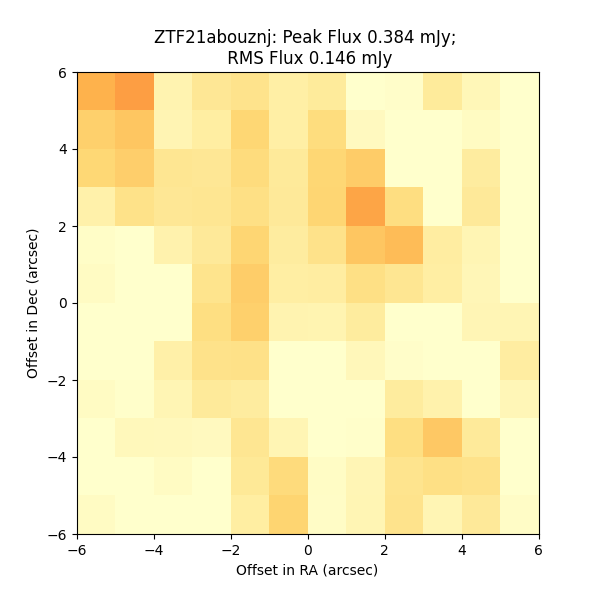 ZTF21abouznj: Peak Flux 0.384 mJy;
RMS Flux 0.146 mJy
6
4
2
0
−2
−4
−6
Offset in Dec (arcsec)
−6 −4 −2 0 2 4 6
Offset in RA (arcsec)